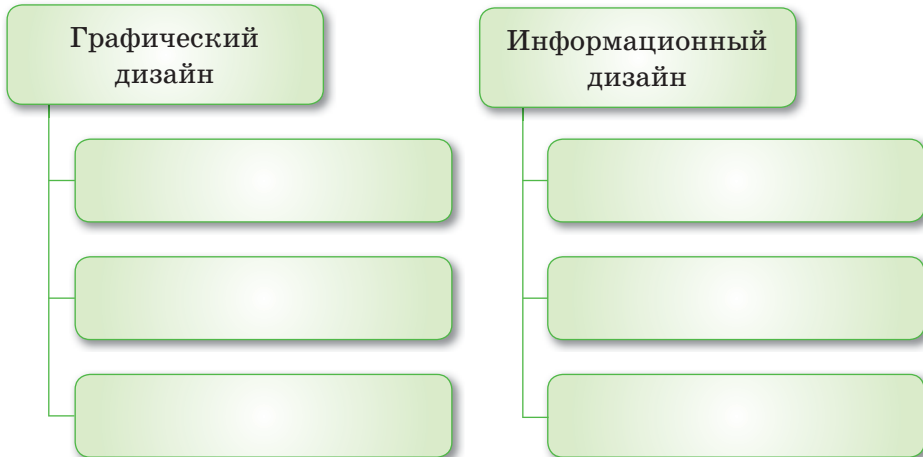 Графический
дизайн
Информационный
дизайн